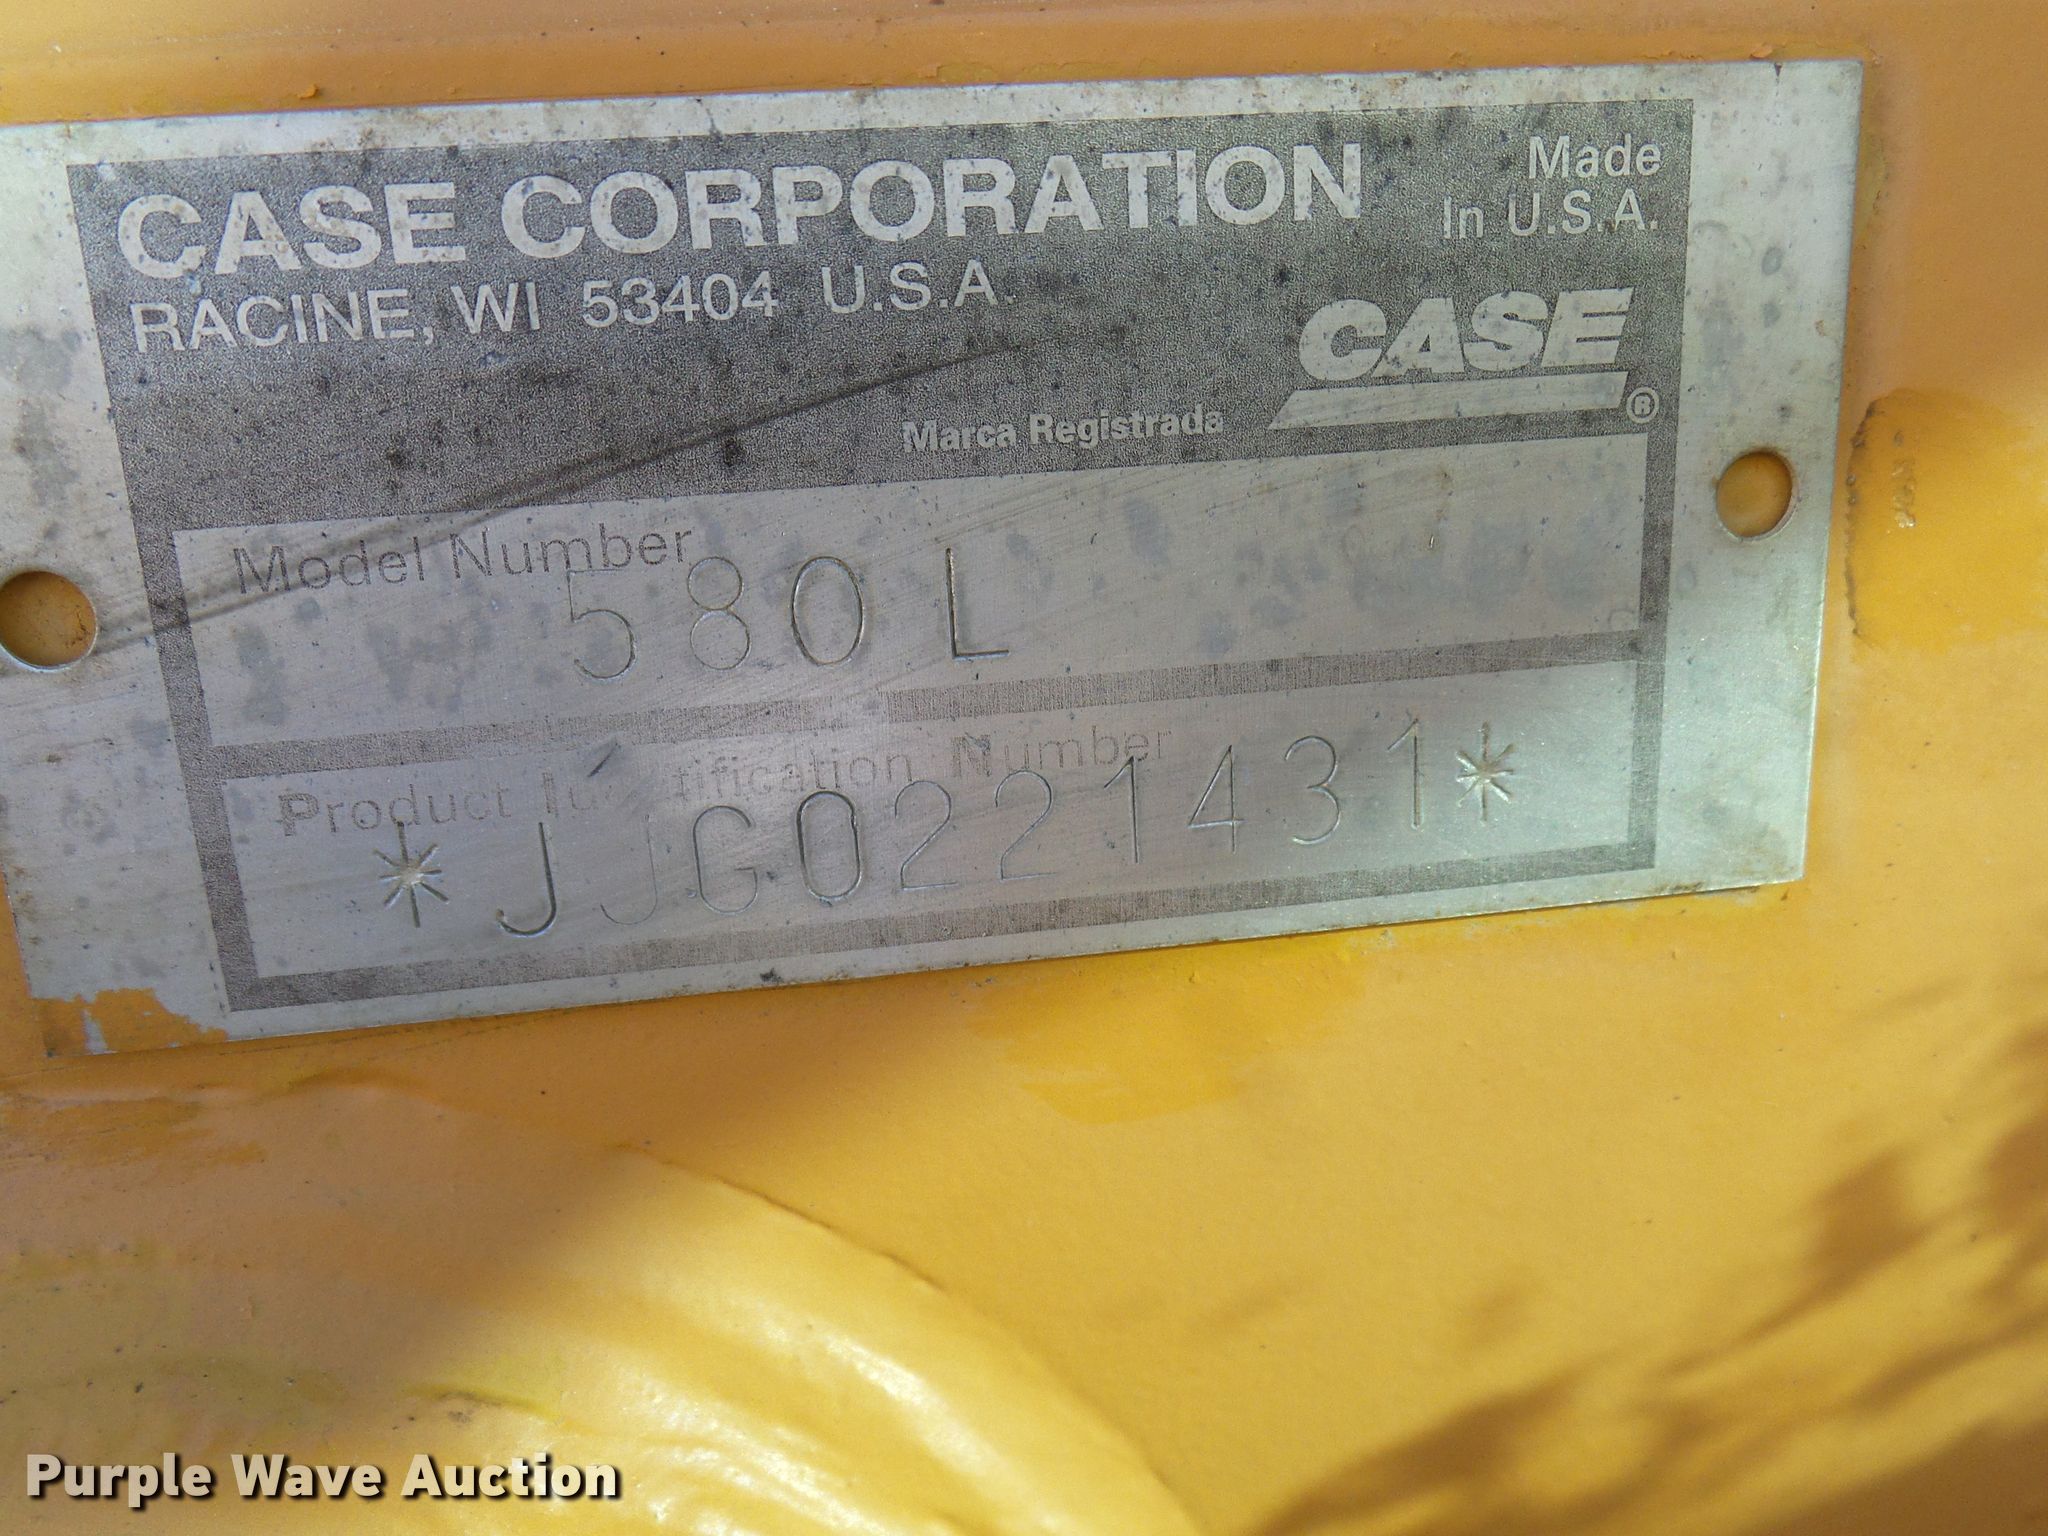 CASE CORPORATION
Made
In U.S.A.
RACINE, WI 53404 U.S.A.
CASE ®
Marca Registrada
Model Number
580 L
Product Identification Number
*JJG0221431*
Purple Wave Auction